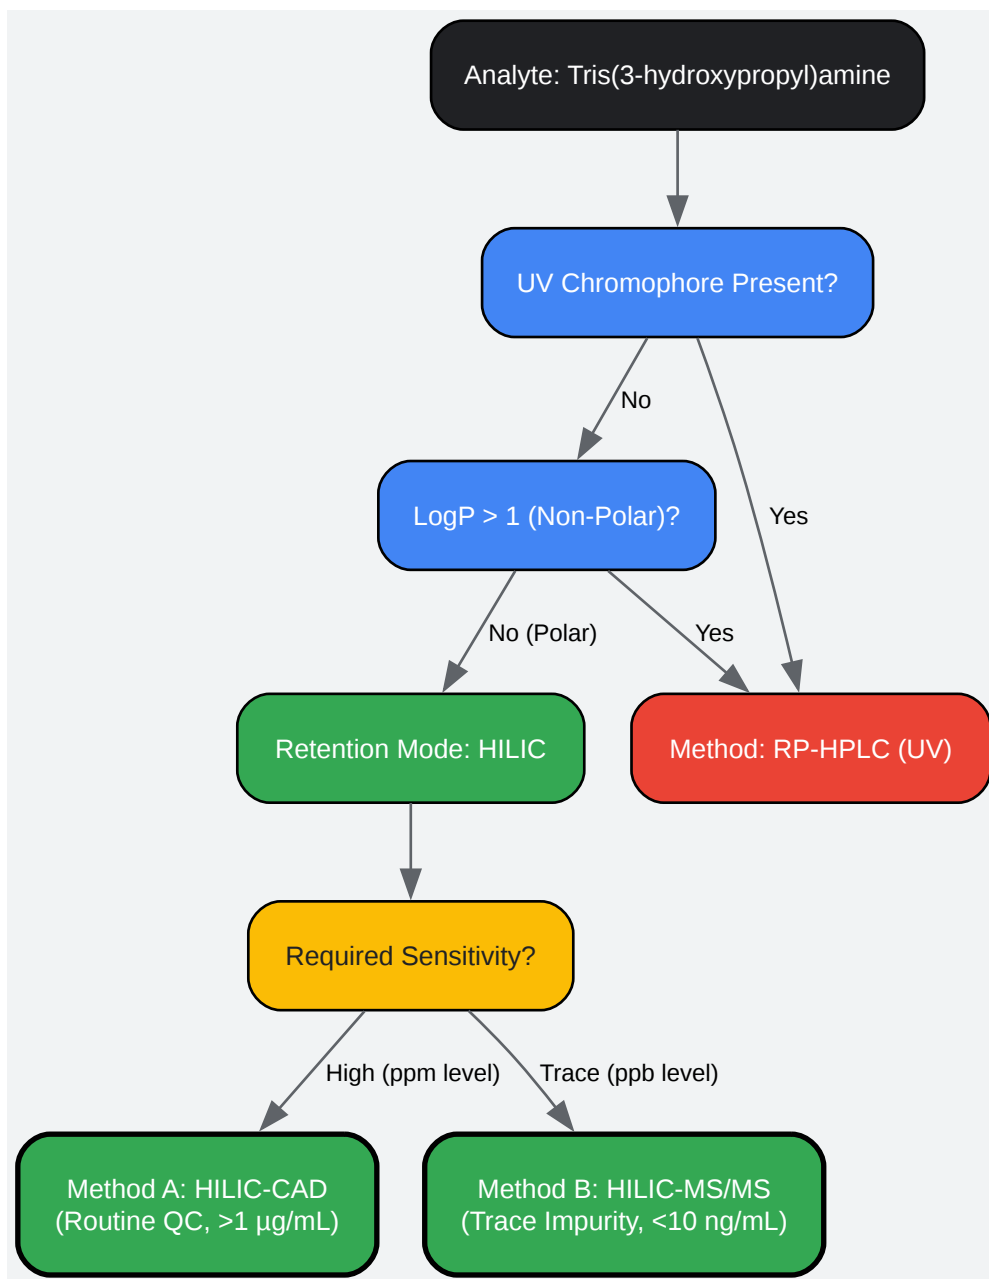 Analyte: Tris(3-hydroxypropyl)amine
UV Chromophore Present?
No
Yes
LogP > 1 (Non-Polar)?
No (Polar)
Yes
Retention Mode: HILIC
Method: RP-HPLC (UV)
Required Sensitivity?
High (ppm level)
Trace (ppb level)
Method A: HILIC-CAD
(Routine QC, >1 µg/mL)
Method B: HILIC-MS/MS
(Trace Impurity, <10 ng/mL)